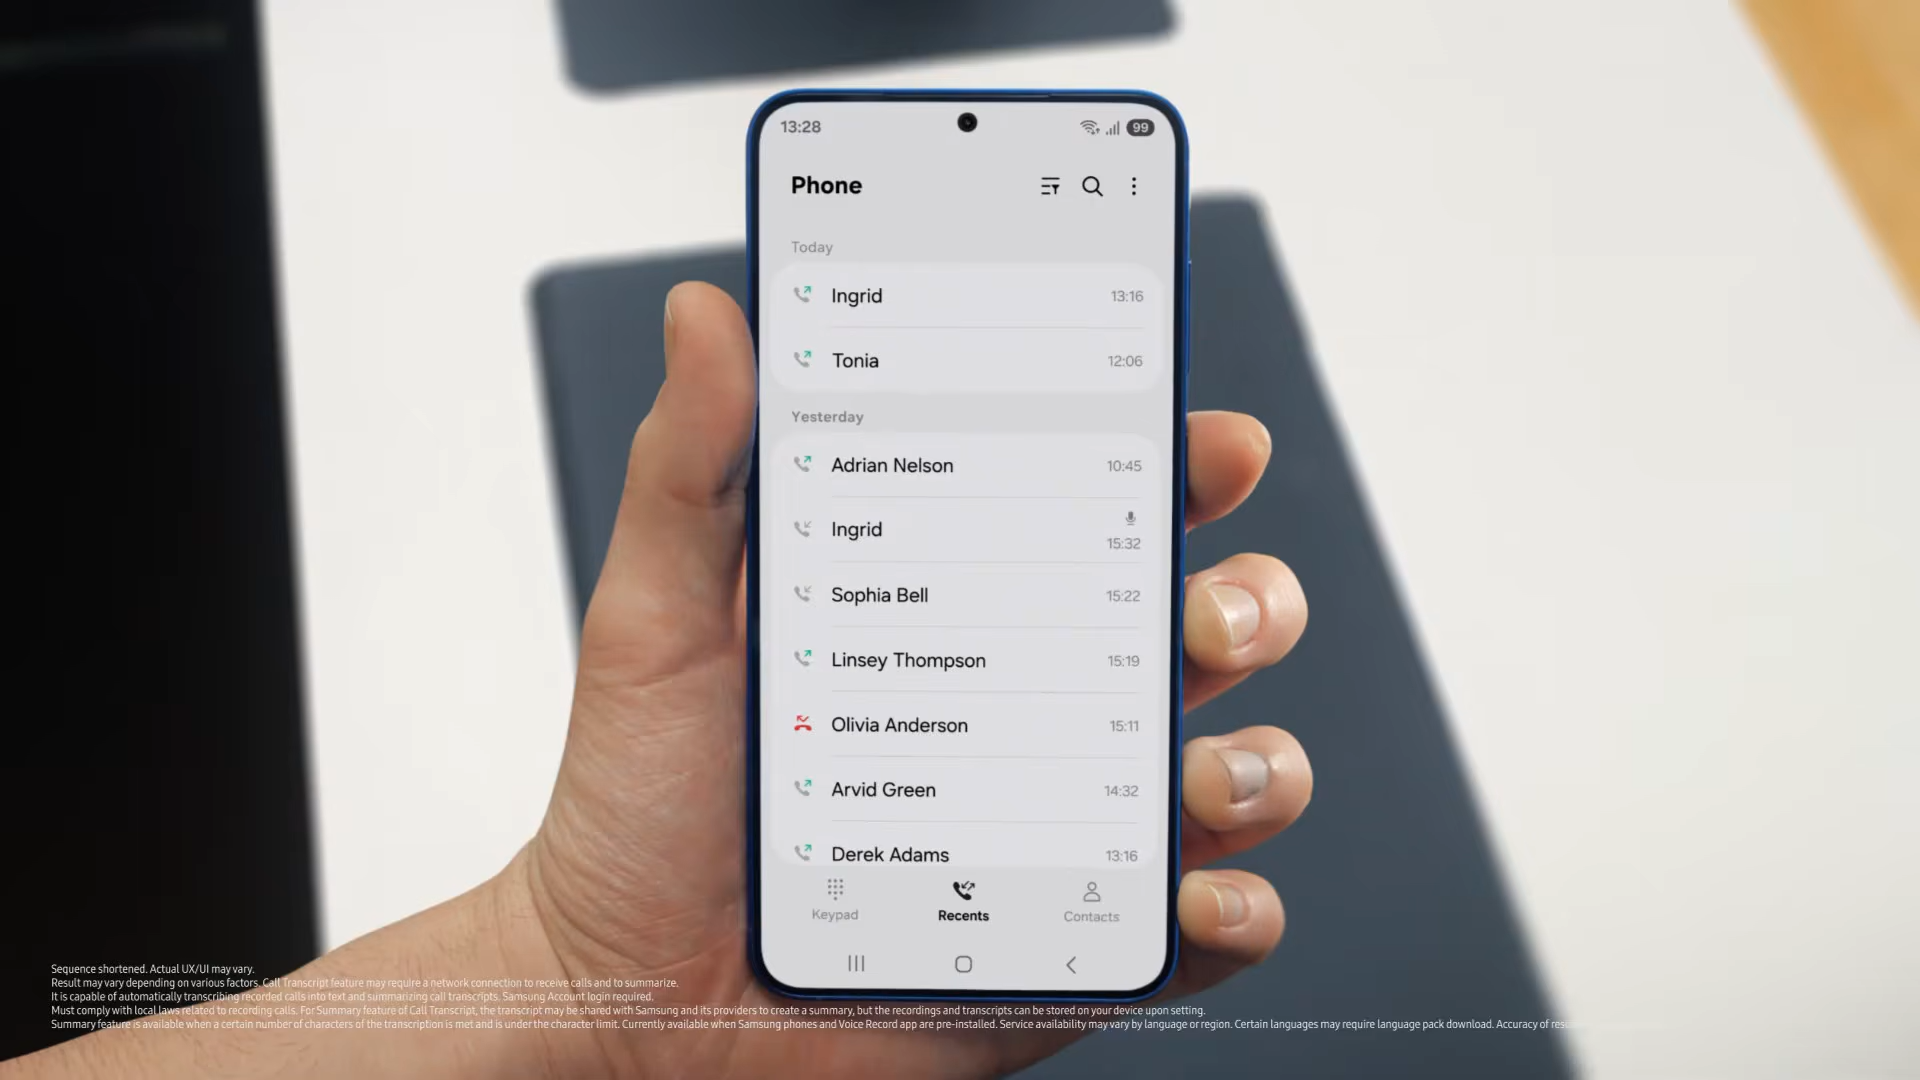 13:28
99
Phone
Today
Ingrid
13:16
Tonia
12:06
Yesterday
Adrian Nelson
10:45
Ingrid
15:32
Sophia Bell
15:22
Linsey Thompson
15:19
Olivia Anderson
15:11
Arvid Green
14:32
Derek Adams
13:16
Keypad
Recents
Contacts
Sequence shortened. Actual UX/UI may vary.
Result may vary depending on various factors. Call Transcript feature may require a network connection to receive calls and to summarize.
It is capable of automatically transcribing recorded calls into text and summarizing call transcripts. Samsung Account login required.
Must comply with local laws related to recording calls. For Summary feature of Call Transcript, the transcript may be shared with Samsung and its providers to create a summary, but the recordings and transcripts can be stored on your device upon setting.
Summary feature is available when a certain number of characters of the transcription is met and is under the character limit. Currently available when Samsung phones and Voice Record app are pre-installed. Service availability may vary by language or region. Certain languages may require language pack download. Accuracy of